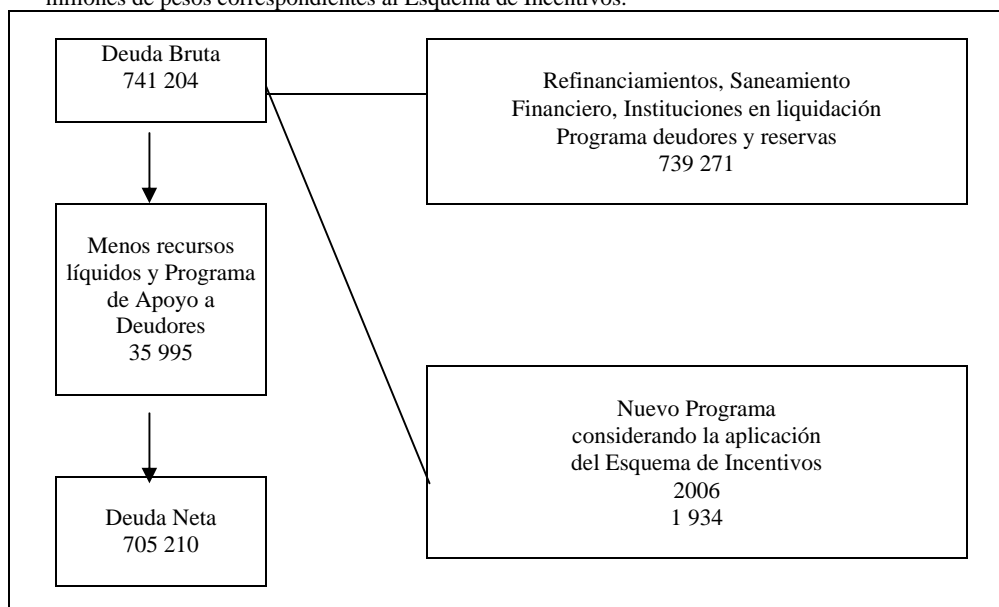 millones de pesos correspondientes al Esquema de Incentivos.
Deuda Bruta
741 204
Refinanciamientos, Saneamiento
Financiero, Instituciones en liquidación
Programa deudores y reservas
739 271
Menos recursos
líquidos y Programa
de Apoyo a
Deudores
35 995
Nuevo Programa
considerando la aplicación
del Esquema de Incentivos
2006
1 934
Deuda Neta
705 210